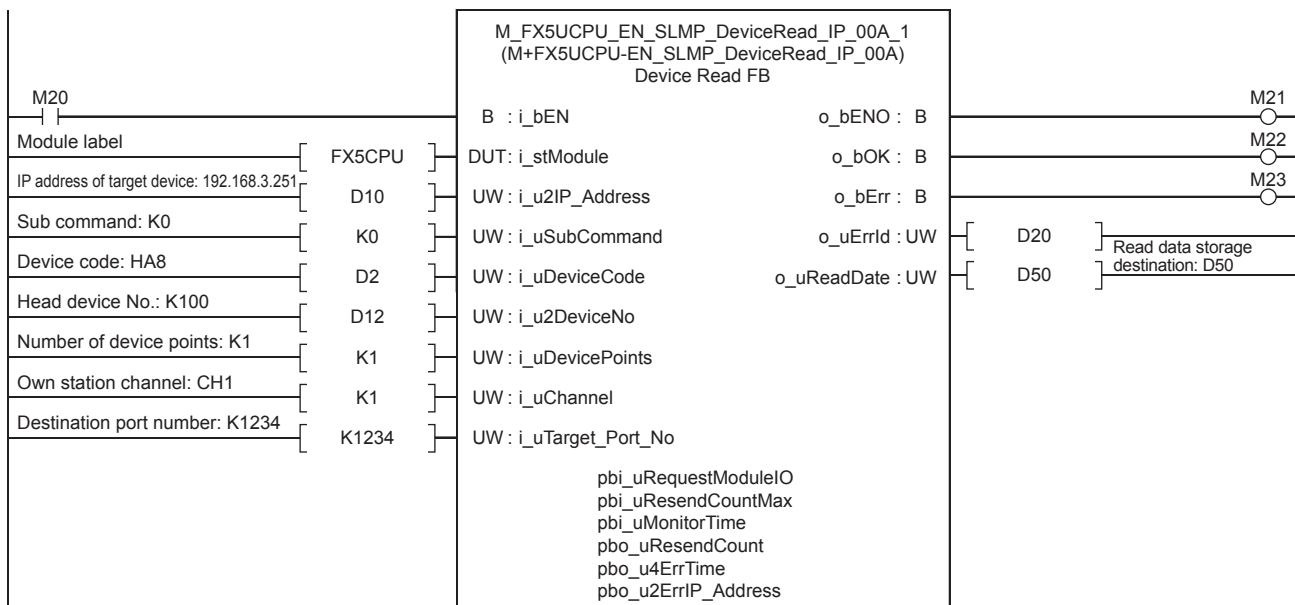 M_FX5UCPU_EN_SLMP_DeviceRead_IP_00A_1
(M+FX5UCPU-EN_SLMP_DeviceRead_IP_00A)
Device Read FB
M20
B : i_bEN
o_bENO : B
M21
Module label
FX5CPU
DUT: i_stModule
o_bOK : B
M22
IP address of target device: 192.168.3.251
D10
UW : i_u2IP_Address
o_bErr : B
M23
Sub command: K0
K0
UW : i_uSubCommand
o_uErrId : UW
D20
Device code: HA8
D2
UW : i_uDeviceCode
o_uReadDate : UW
D50
Read data storage
destination: D50
Head device No.: K100
D12
UW : i_u2DeviceNo
Number of device points: K1
K1
UW : i_uDevicePoints
Own station channel: CH1
K1
UW : i_uChannel
Destination port number: K1234
K1234
UW : i_uTarget_Port_No
pbi_uRequestModuleIO
pbi_uResendCountMax
pbi_uMonitorTime
pbo_uResendCount
pbo_u4ErrTime
pbo_u2ErrIP_Address